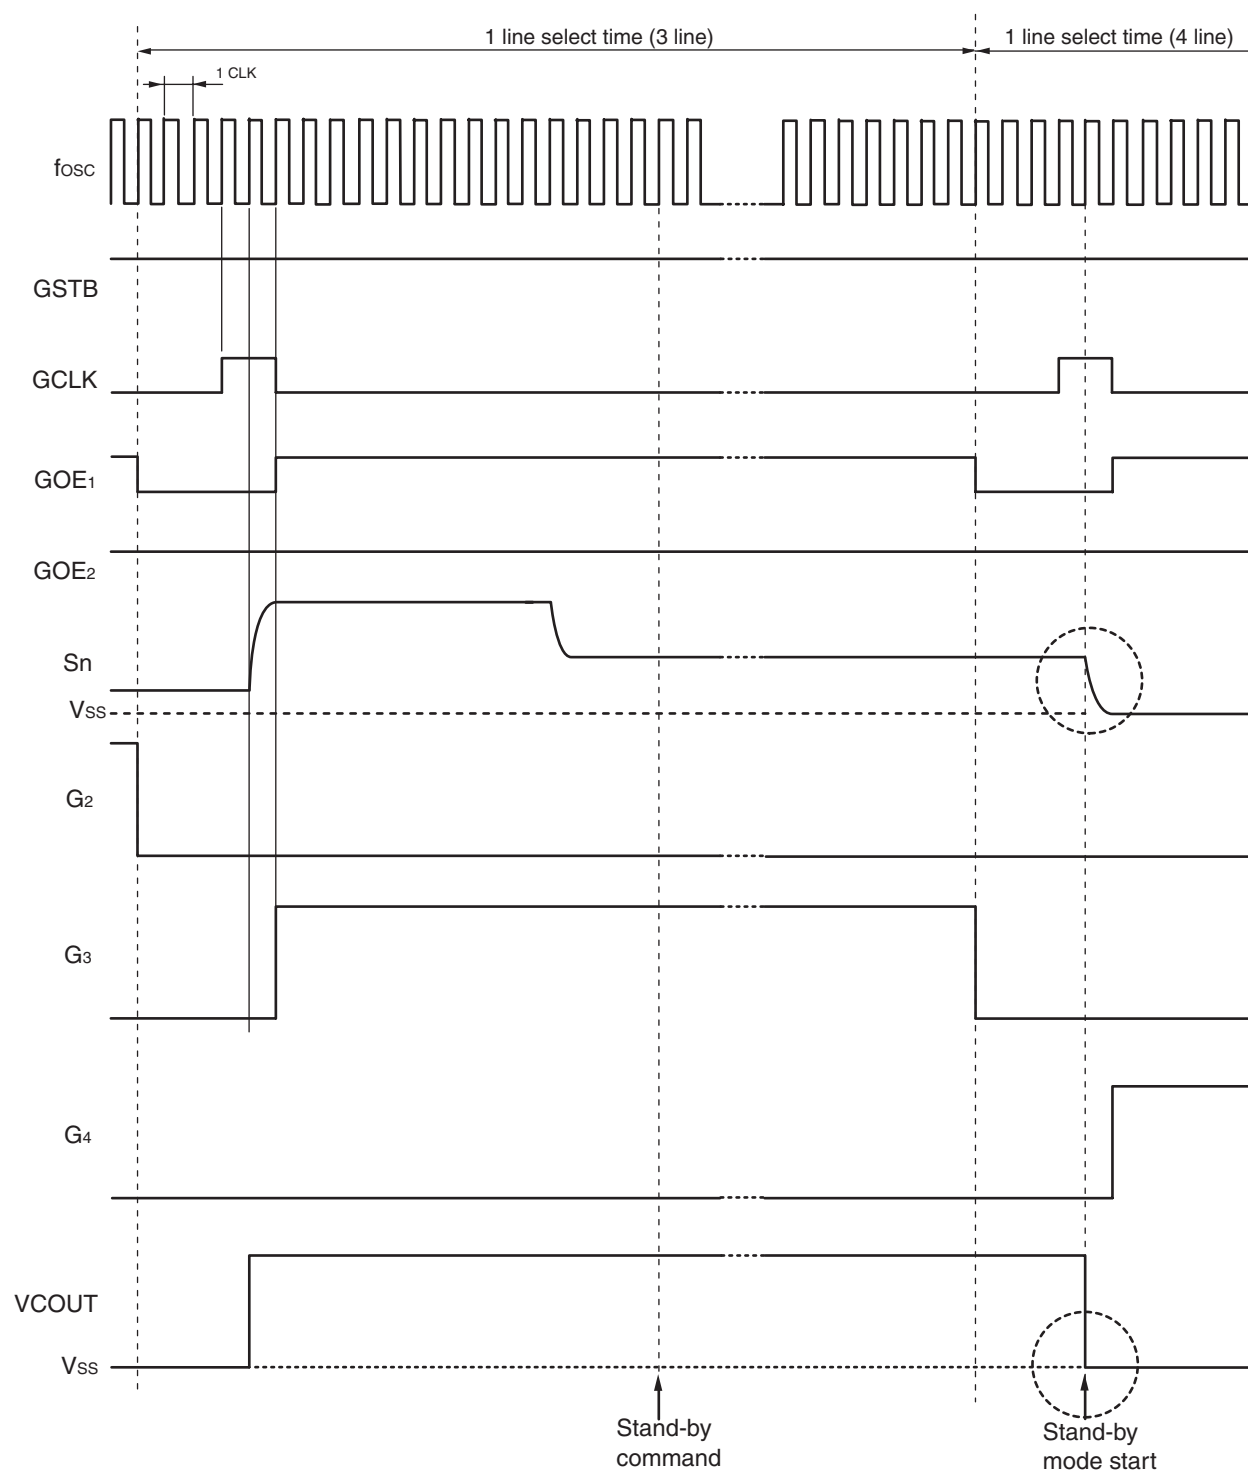 1 line select time (3 line)
1 line select time (4 line)
1 CLK
fosc
GSTB
GCLK
GOE1
GOE2
Sn
Vss
G2
G3
G4
VCOUT
Vss
Stand-by
command
Stand-by
mode start